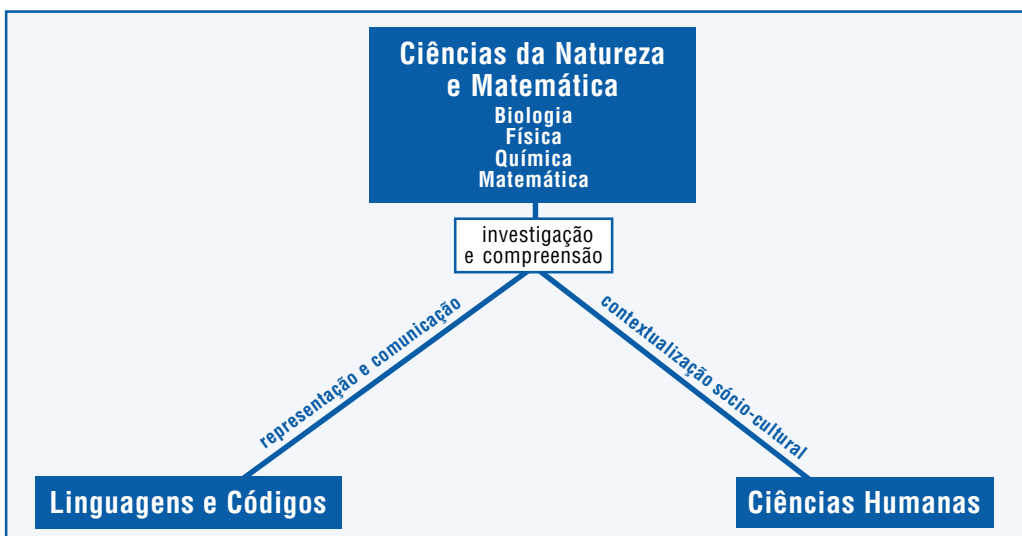 Ciências da Natureza
e Matemática
Biologia
Física
Química
Matemática
investigação
e compreensão
representação e comunicação
contextualização sócio-cultural
Linguagens e Códigos
Ciências Humanas